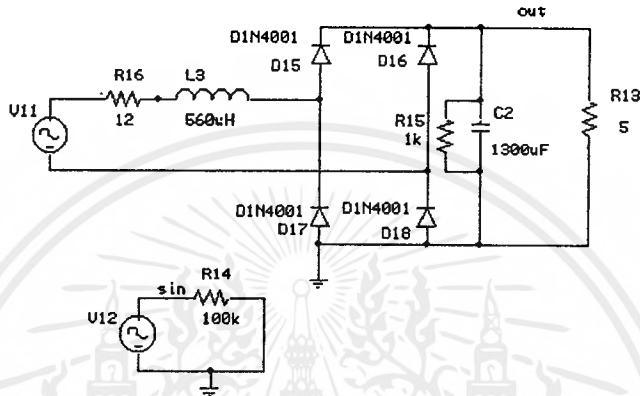 out
D1N4001
D15
D1N4001
D16
R16
12
L3
560uH
V11
R15
1k
C2
1300uF
R13
5
D1N4001
D17
D1N4001
D18
sin
R14
100k
V12